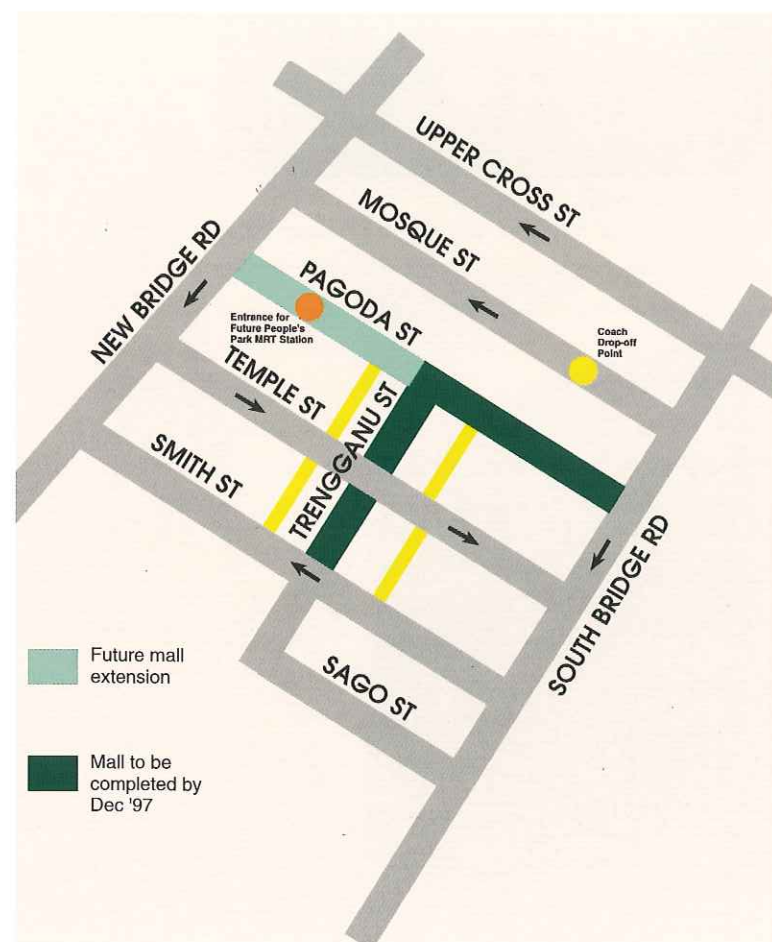 UPPER CROSS ST
MOSQUE ST
PAGODA ST
NEW BRIDGE RD
Entrance for
Future People's
Park MRT Station
Coach
Drop-off
Point
TEMPLE ST
TRENGGANU ST
SMITH ST
SOUTH BRIDGE RD
SAGO ST
Future mall
extension
Mall to be
completed by
Dec '97